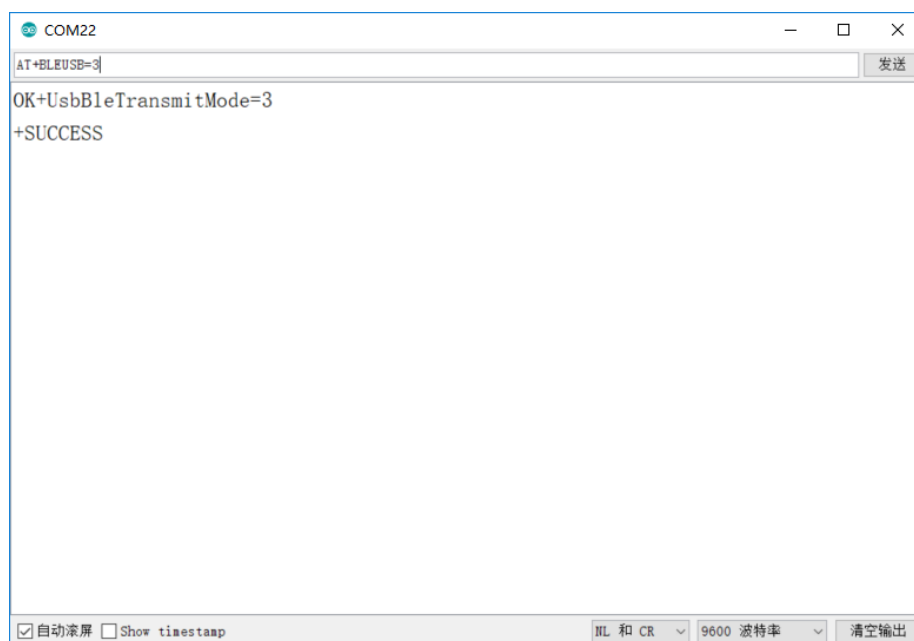 COM22
AT+BLEUSB=3
发送
OK+UsbBleTransmitMode=3
+SUCCESS
自动滚屏 Show timestamp NL 和 CR 9600 波特率 清空输出